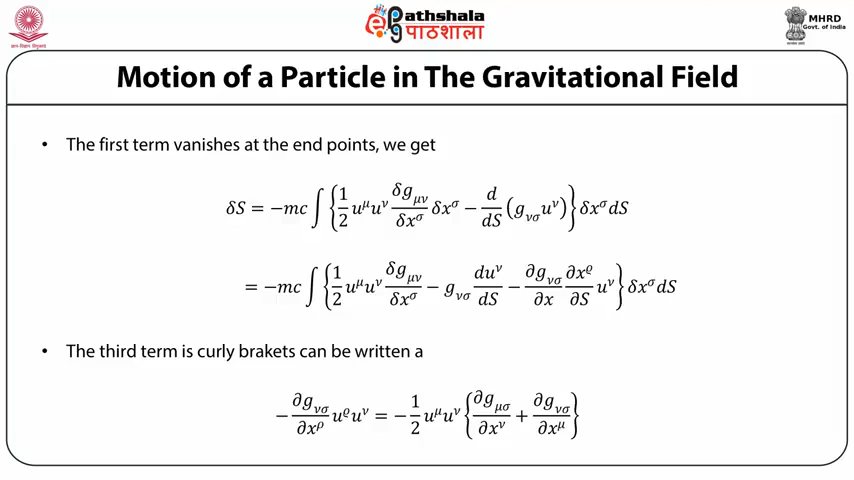 ePathshala
पाठशाला
MHRD
Govt. of India
Motion of a Particle in The Gravitational Field
• The first term vanishes at the end points, we get
δS = −mc ∫ {1/2 u^μ u^ν δg_μν/δx^σ δx^σ − d/dS (g_νσ u^ν)} δx^σ dS
= −mc ∫ {1/2 u^μ u^ν δg_μν/δx^σ − g_νσ du^ν/dS − ∂g_νσ/∂x ∂x^ϱ/∂S u^ν} δx^σ dS
• The third term is curly brakets can be written a
−∂g_νσ/∂x^ρ u^ϱ u^ν = −1/2 u^μ u^ν {∂g_μσ/∂x^ν + ∂g_νσ/∂x^μ}